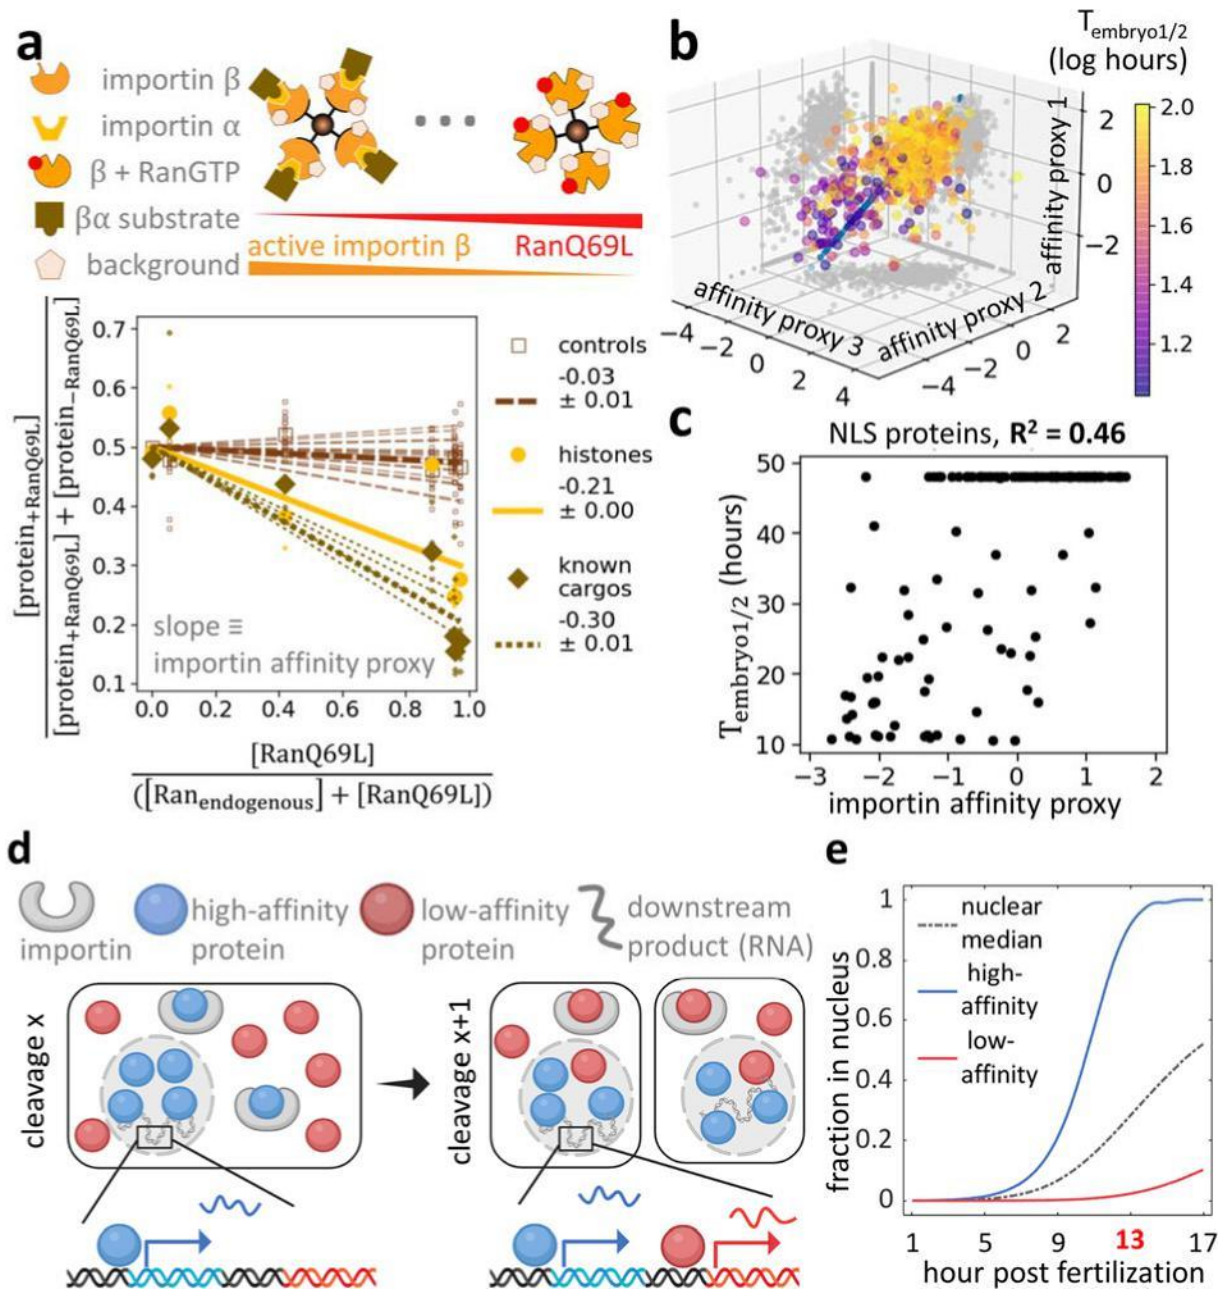 a
importin β
importin α
β + RanGTP
βα substrate
background
active importin β
RanQ69L
[protein+RanQ69L]
[protein+RanQ69L] + [protein−RanQ69L]
0.7
0.6
0.5
0.4
0.3
0.2
0.1
slope ≡
importin affinity proxy
0.0 0.2 0.4 0.6 0.8 1.0
[RanQ69L]
([Ranendogenous] + [RanQ69L])
controls
-0.03
± 0.01
histones
-0.21
± 0.00
known
cargos
-0.30
± 0.01
b
Tembryo1/2
(log hours)
2.0
1.8
1.6
1.4
1.2
affinity proxy 1
2
0
−2
affinity proxy 2
−4 −2 0 2
affinity proxy 3
−4 −2 0 2 4
c
NLS proteins, R² = 0.46
Tembryo1/2 (hours)
50
40
30
20
10
−3 −2 −1 0 1 2
importin affinity proxy
d
importin
high-affinity
protein
low-affinity
protein
downstream
product (RNA)
cleavage x
cleavage x+1
e
fraction in nucleus
1
0.8
0.6
0.4
0.2
0
nuclear
median
high-
affinity
low-
affinity
1 5 9 13 17
hour post fertilization